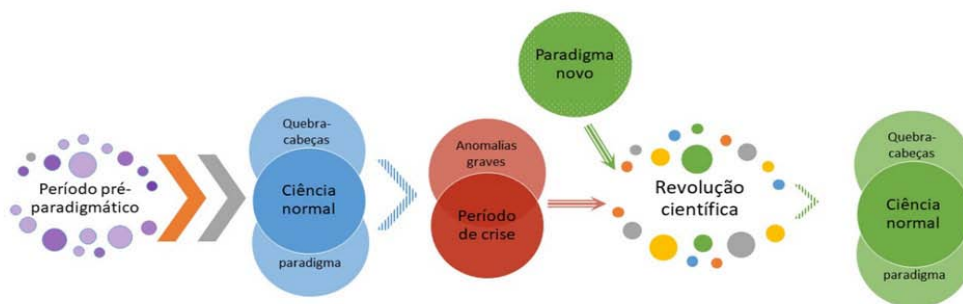 Período pré-
paradigmático
Quebra-
cabeças
Ciência
normal
paradigma
Anomalias
graves
Período
de crise
Paradigma
novo
Revolução
científica
Quebra-
cabeças
Ciência
normal
paradigma